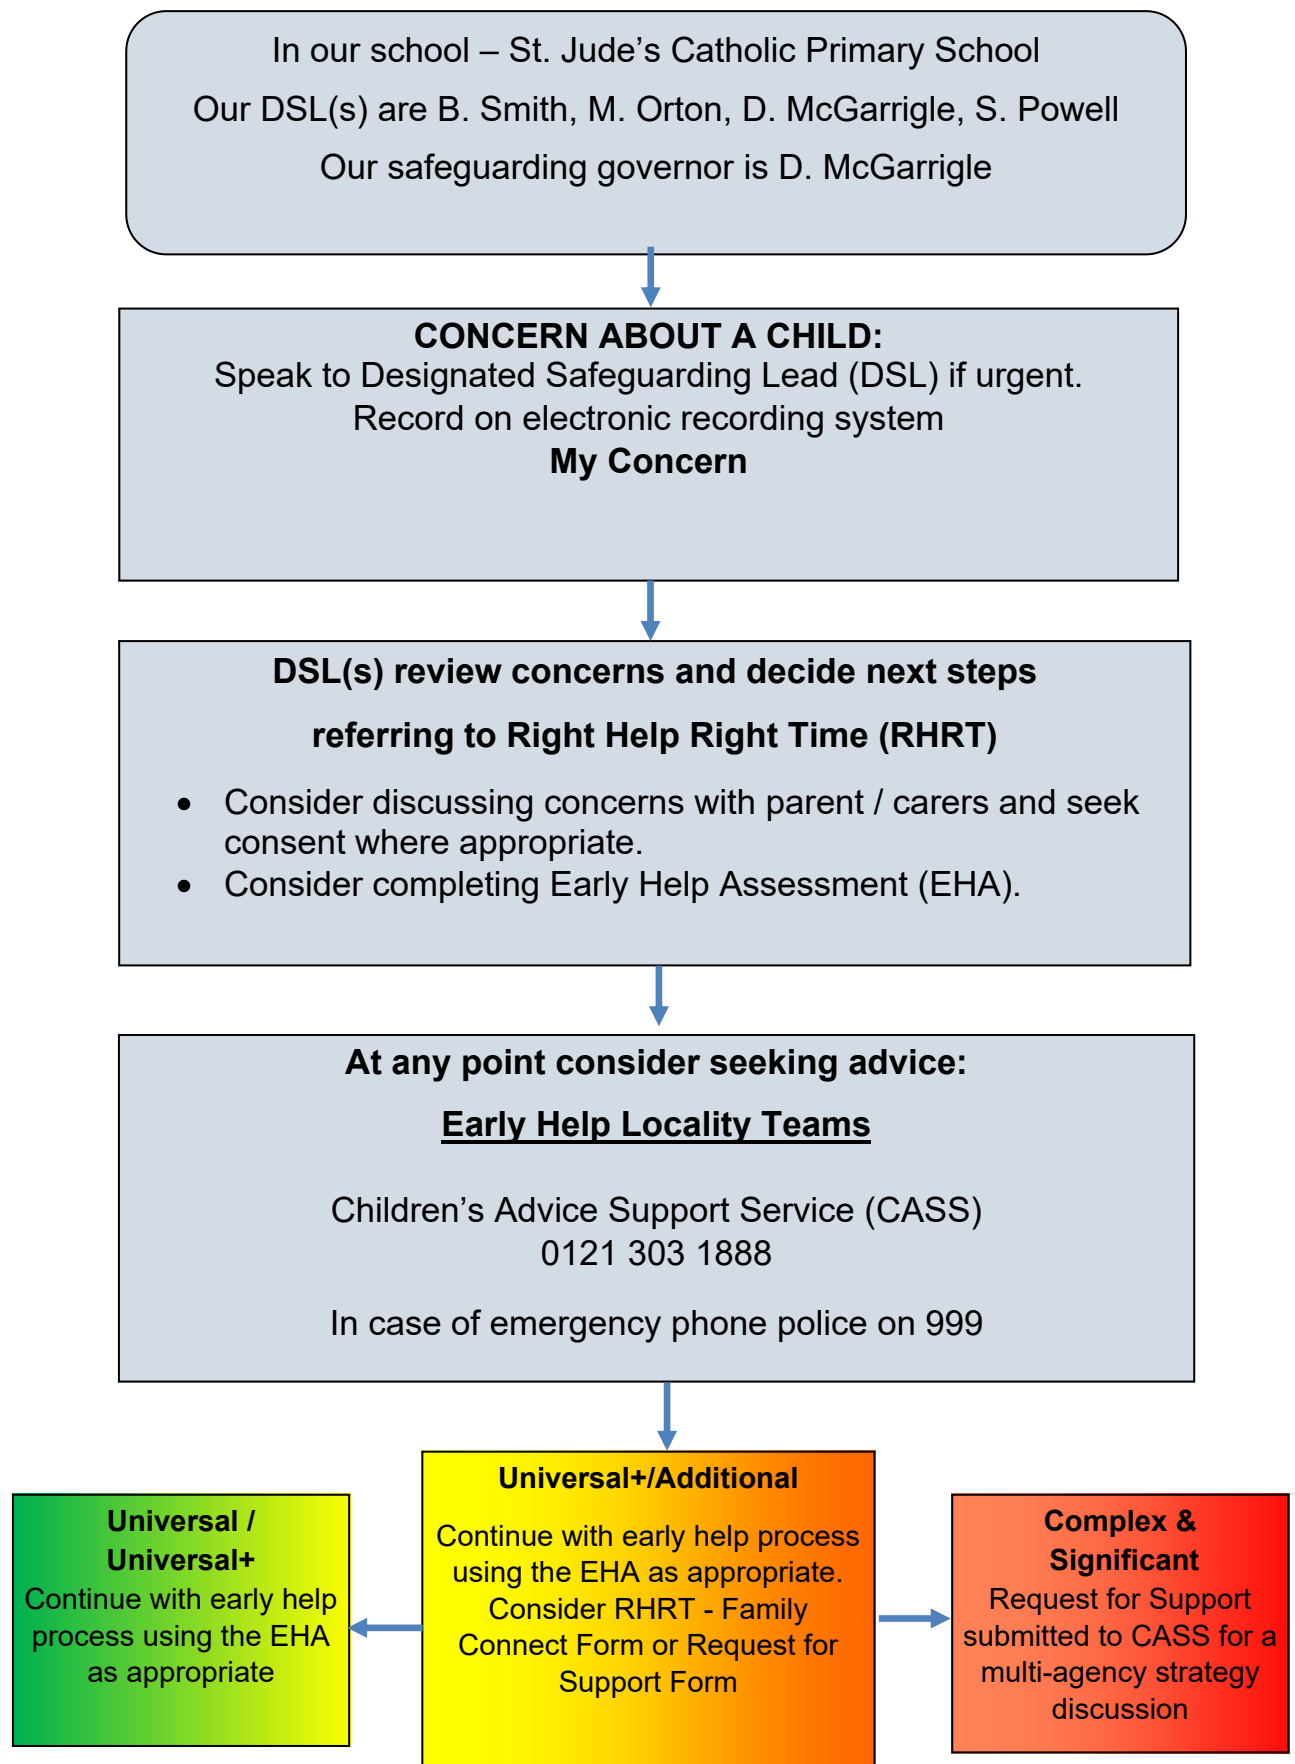 In our school – St. Jude’s Catholic Primary School
Our DSL(s) are B. Smith, M. Orton, D. McGarrigle, S. Powell
Our safeguarding governor is D. McGarrigle
CONCERN ABOUT A CHILD:
Speak to Designated Safeguarding Lead (DSL) if urgent.
Record on electronic recording system
My Concern
DSL(s) review concerns and decide next steps
referring to Right Help Right Time (RHRT)
• Consider discussing concerns with parent / carers and seek
consent where appropriate.
• Consider completing Early Help Assessment (EHA).
At any point consider seeking advice:
Early Help Locality Teams
Children’s Advice Support Service (CASS)
0121 303 1888
In case of emergency phone police on 999
Universal /
Universal+
Continue with early help
process using the EHA
as appropriate
Universal+/Additional
Continue with early help process
using the EHA as appropriate.
Consider RHRT - Family
Connect Form or Request for
Support Form
Complex &
Significant
Request for Support
submitted to CASS for a
multi-agency strategy
discussion